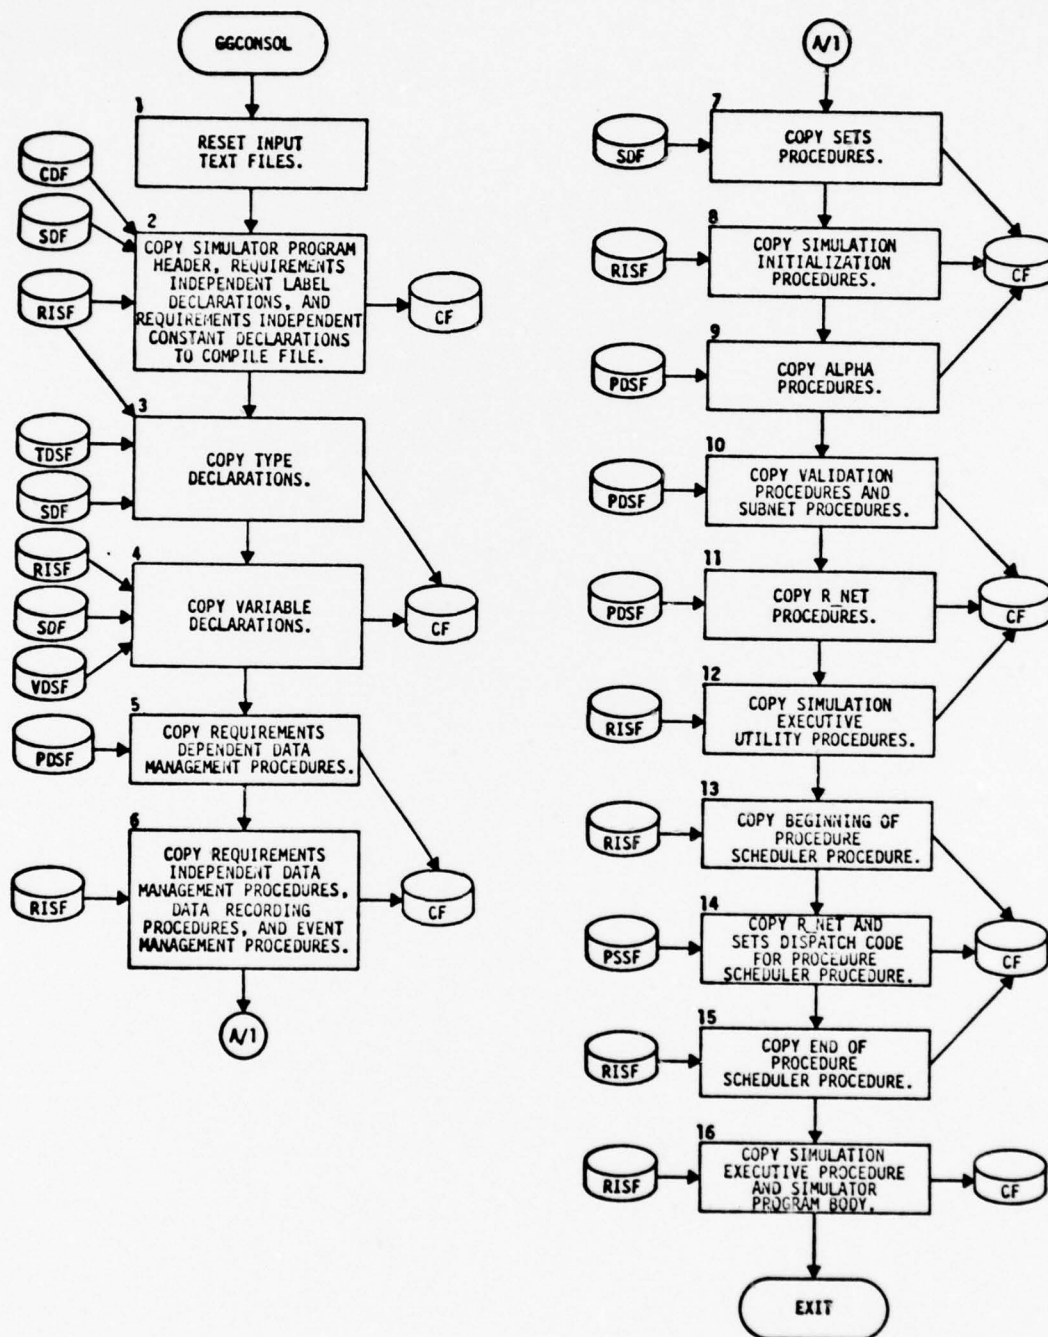 GGCONSOL
1
RESET INPUT
TEXT FILES.
CDF
SDF
RISF
2
COPY SIMULATOR PROGRAM
HEADER, REQUIREMENTS
INDEPENDENT LABEL
DECLARATIONS, AND
REQUIREMENTS INDEPENDENT
CONSTANT DECLARATIONS
TO COMPILE FILE.
CF
3
TDSF
SDF
COPY TYPE
DECLARATIONS.
4
RISF
SDF
VDSF
COPY VARIABLE
DECLARATIONS.
CF
5
PDSF
COPY REQUIREMENTS
DEPENDENT DATA
MANAGEMENT PROCEDURES.
6
RISF
COPY REQUIREMENTS
INDEPENDENT DATA
MANAGEMENT PROCEDURES,
DATA RECORDING
PROCEDURES, AND EVENT
MANAGEMENT PROCEDURES.
CF
A/1
A/1
7
SDF
COPY SETS
PROCEDURES.
8
RISF
COPY SIMULATION
INITIALIZATION
PROCEDURES.
CF
9
PDSF
COPY ALPHA
PROCEDURES.
10
PDSF
COPY VALIDATION
PROCEDURES AND
SUBNET PROCEDURES.
11
PDSF
COPY R_NET
PROCEDURES.
CF
12
RISF
COPY SIMULATION
EXECUTIVE
UTILITY PROCEDURES.
13
RISF
COPY BEGINNING OF
PROCEDURE
SCHEDULER PROCEDURE.
14
PSSF
COPY R_NET AND
SETS DISPATCH CODE
FOR PROCEDURE
SCHEDULER PROCEDURE.
CF
15
RISF
COPY END OF
PROCEDURE
SCHEDULER PROCEDURE.
16
RISF
COPY SIMULATION
EXECUTIVE PROCEDURE
AND SIMULATOR
PROGRAM BODY.
CF
EXIT